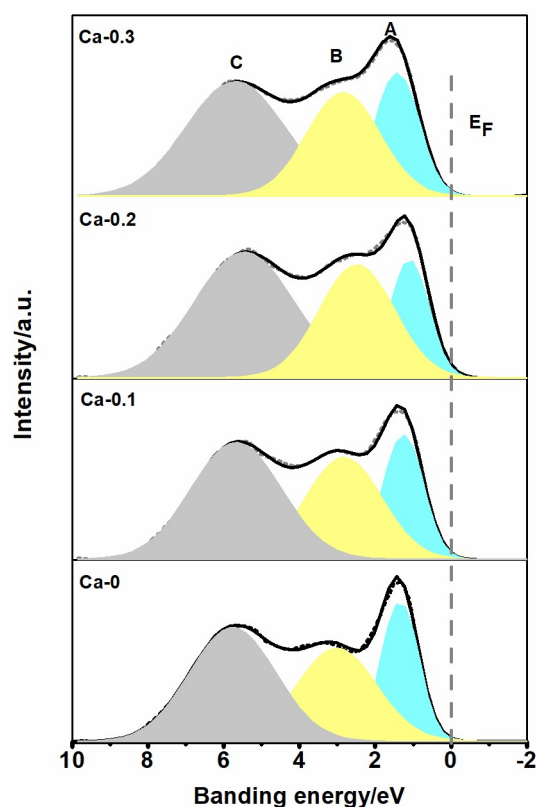 Ca-0.3
C
B
A
E_F
Ca-0.2
Ca-0.1
Ca-0
Intensity/a.u.
10
8
6
4
2
0
-2
Banding energy/eV